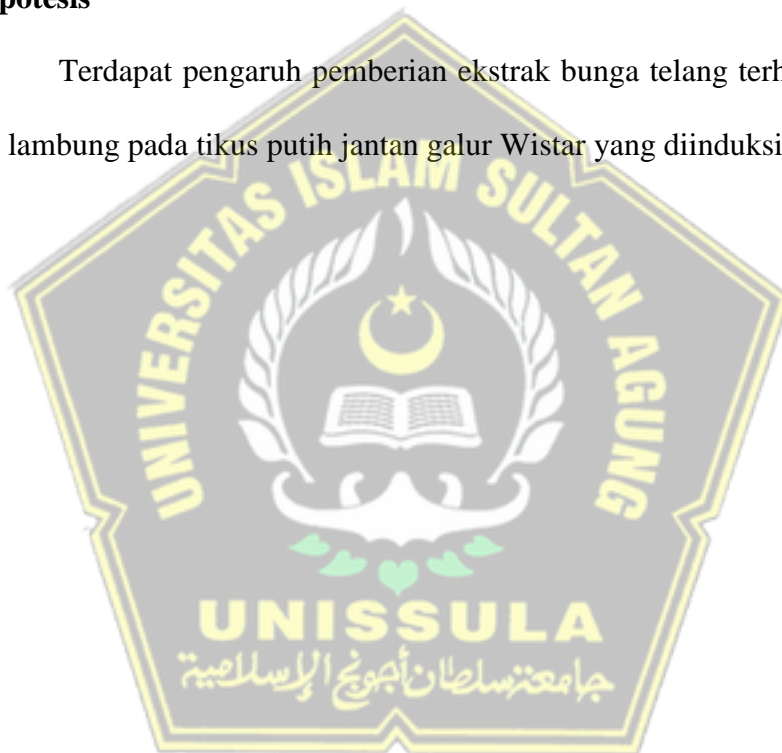 potesis
Terdapat pengaruh pemberian ekstrak bunga telang terh
lambung pada tikus putih jantan galur Wistar yang diinduksi
UNIVERSITAS ISLAM SULTAN AGUNG
UNISSULA
جامعة سلطان أجونج الإسلامية